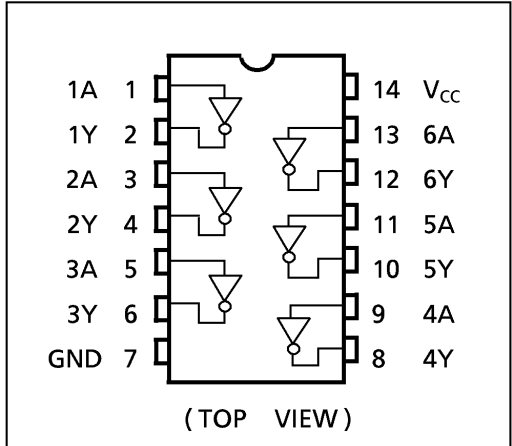 1A 1 14 VCC
1Y 2 13 6A
2A 3 12 6Y
2Y 4 11 5A
3A 5 10 5Y
3Y 6 9 4A
GND 7 8 4Y
(TOP VIEW)